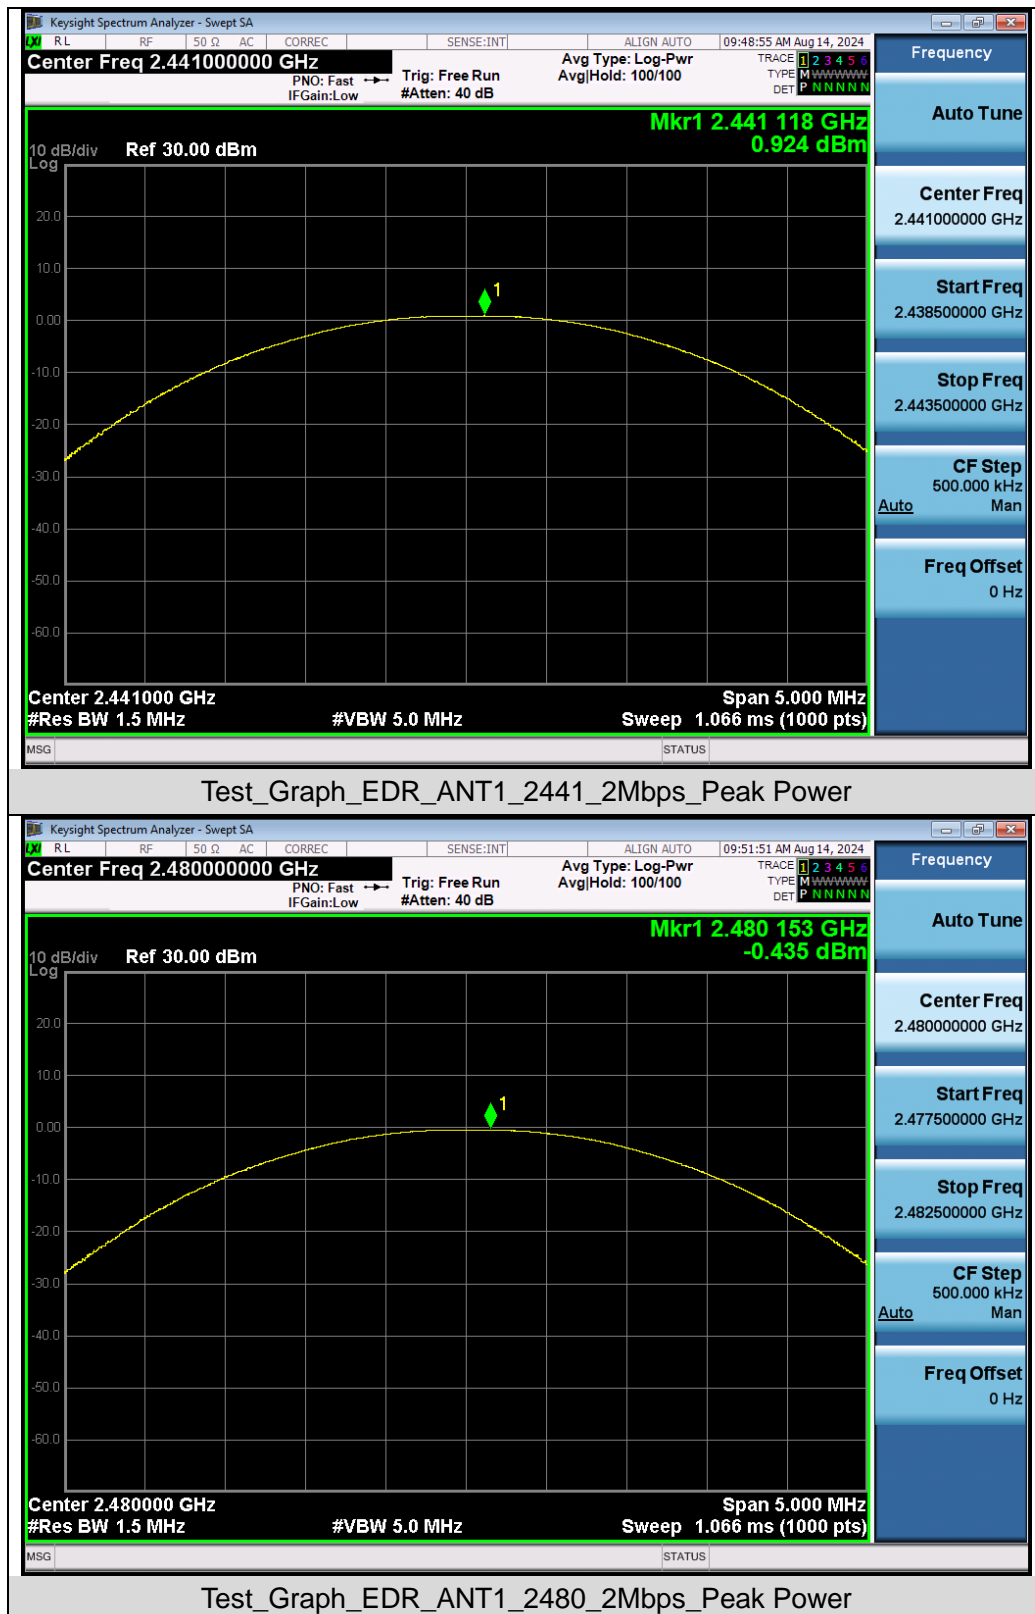 Keysight Spectrum Analyzer - Swept SA
LXI RL RF 50 Ω AC CORREC SENSE:INT ALIGN AUTO 09:48:55 AM Aug 14, 2024
Center Freq 2.441000000 GHz
PNO: Fast
IFGain:Low
Trig: Free Run
#Atten: 40 dB
Avg Type: Log-Pwr
Avg|Hold: 100/100
TRACE 1 2 3 4 5 6
TYPE M WWWWW
DET P N N N N N
Mkr1 2.441 118 GHz
0.924 dBm
10 dB/div Ref 30.00 dBm
Log
20.0
10.0
0.00
-10.0
-20.0
-30.0
-40.0
-50.0
-60.0
1
Center 2.441000 GHz Span 5.000 MHz
#Res BW 1.5 MHz #VBW 5.0 MHz Sweep 1.066 ms (1000 pts)
MSG STATUS
Frequency
Auto Tune
Center Freq
2.441000000 GHz
Start Freq
2.438500000 GHz
Stop Freq
2.443500000 GHz
CF Step
500.000 kHz
Auto Man
Freq Offset
0 Hz
Test_Graph_EDR_ANT1_2441_2Mbps_Peak Power
Keysight Spectrum Analyzer - Swept SA
LXI RL RF 50 Ω AC CORREC SENSE:INT ALIGN AUTO 09:51:51 AM Aug 14, 2024
Center Freq 2.480000000 GHz
PNO: Fast
IFGain:Low
Trig: Free Run
#Atten: 40 dB
Avg Type: Log-Pwr
Avg|Hold: 100/100
TRACE 1 2 3 4 5 6
TYPE M WWWWW
DET P N N N N N
Mkr1 2.480 153 GHz
-0.435 dBm
10 dB/div Ref 30.00 dBm
Log
20.0
10.0
0.00
-10.0
-20.0
-30.0
-40.0
-50.0
-60.0
1
Center 2.480000 GHz Span 5.000 MHz
#Res BW 1.5 MHz #VBW 5.0 MHz Sweep 1.066 ms (1000 pts)
MSG STATUS
Frequency
Auto Tune
Center Freq
2.480000000 GHz
Start Freq
2.477500000 GHz
Stop Freq
2.482500000 GHz
CF Step
500.000 kHz
Auto Man
Freq Offset
0 Hz
Test_Graph_EDR_ANT1_2480_2Mbps_Peak Power